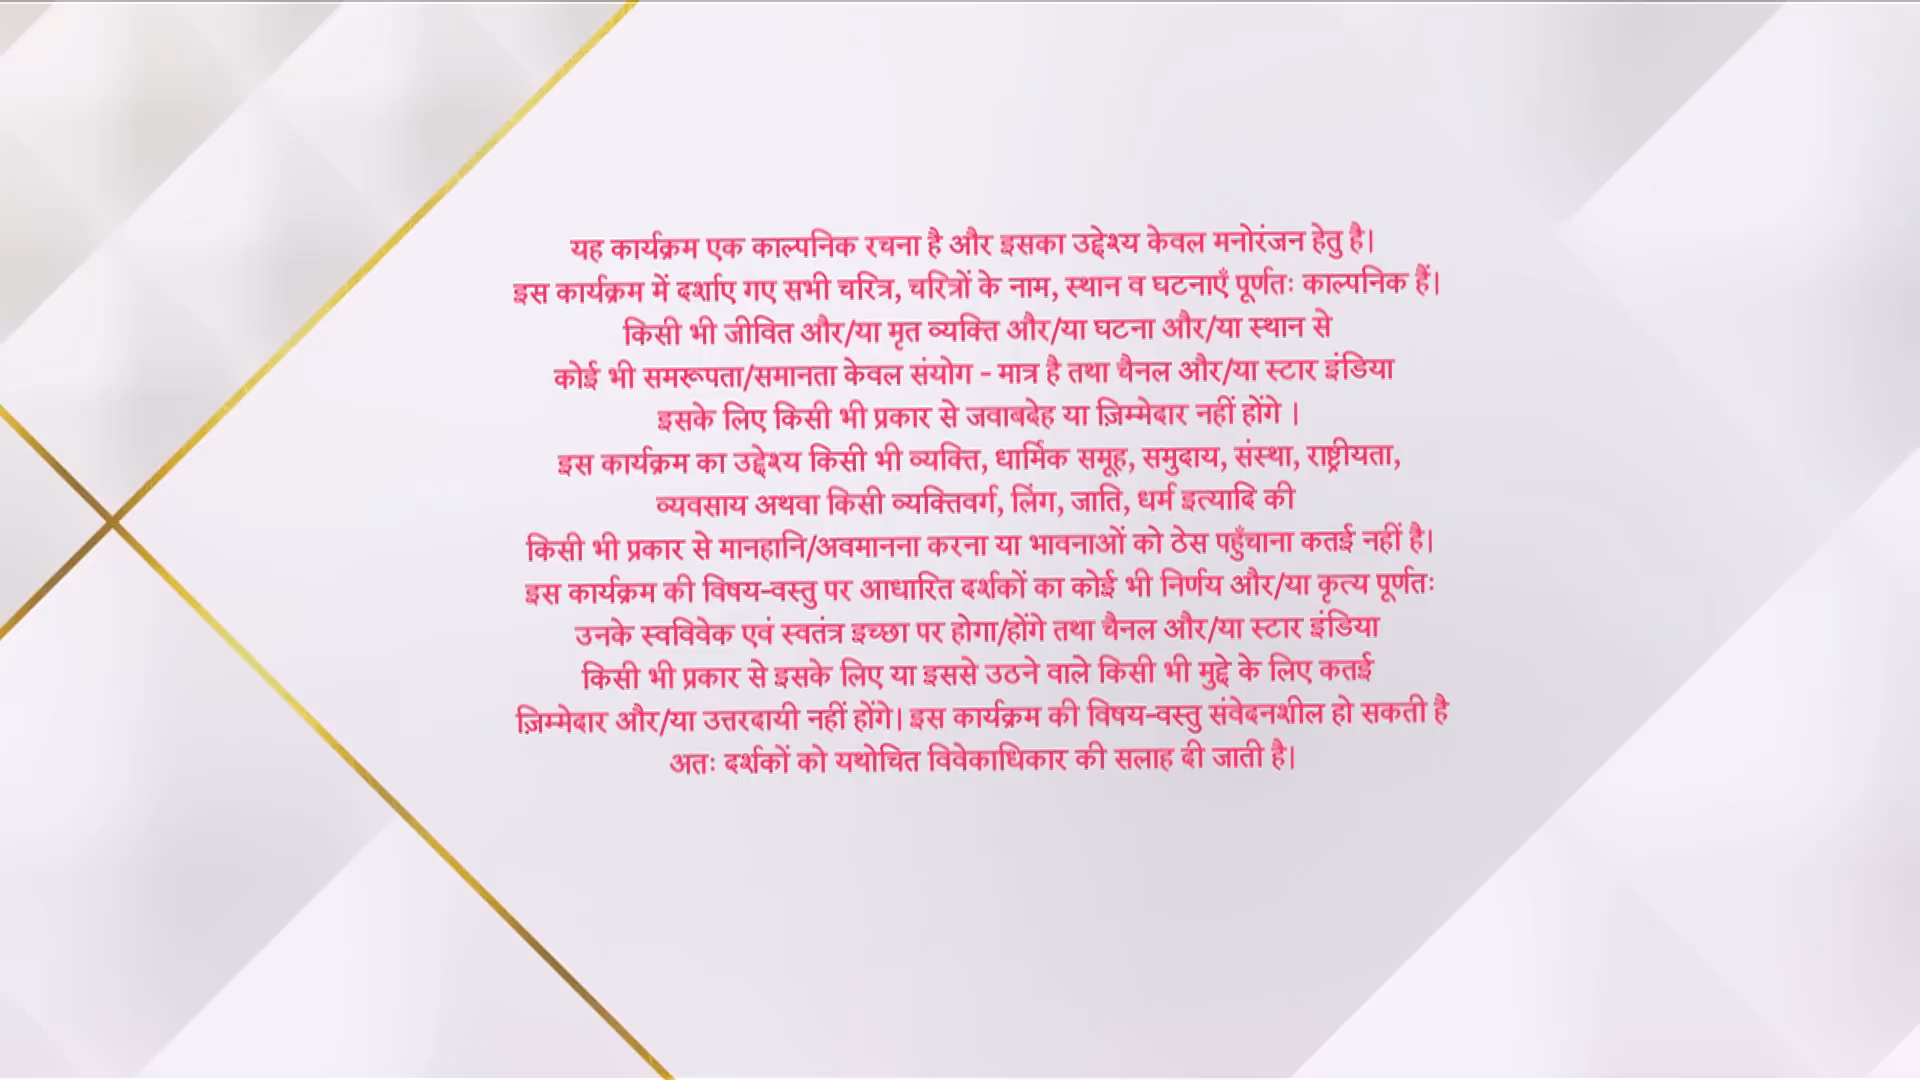 यह कार्यक्रम एक काल्पनिक रचना है और इसका उद्देश्य केवल मनोरंजन हेतु है।
इस कार्यक्रम में दर्शाए गए सभी चरित्र, चरित्रों के नाम, स्थान व घटनाएँ पूर्णतः काल्पनिक हैं।
किसी भी जीवित और/या मृत व्यक्ति और/या घटना और/या स्थान से
कोई भी समरूपता/समानता केवल संयोग - मात्र है तथा चैनल और/या स्टार इंडिया
इसके लिए किसी भी प्रकार से जवाबदेह या ज़िम्मेदार नहीं होंगे ।
इस कार्यक्रम का उद्देश्य किसी भी व्यक्ति, धार्मिक समूह, समुदाय, संस्था, राष्ट्रीयता,
व्यवसाय अथवा किसी व्यक्तिवर्ग, लिंग, जाति, धर्म इत्यादि की
किसी भी प्रकार से मानहानि/अवमानना करना या भावनाओं को ठेस पहुँचाना कतई नहीं है।
इस कार्यक्रम की विषय-वस्तु पर आधारित दर्शकों का कोई भी निर्णय और/या कृत्य पूर्णतः
उनके स्वविवेक एवं स्वतंत्र इच्छा पर होगा/होंगे तथा चैनल और/या स्टार इंडिया
किसी भी प्रकार से इसके लिए या इससे उठने वाले किसी भी मुद्दे के लिए कतई
ज़िम्मेदार और/या उत्तरदायी नहीं होंगे। इस कार्यक्रम की विषय-वस्तु संवेदनशील हो सकती है
अतः दर्शकों को यथोचित विवेकाधिकार की सलाह दी जाती है।